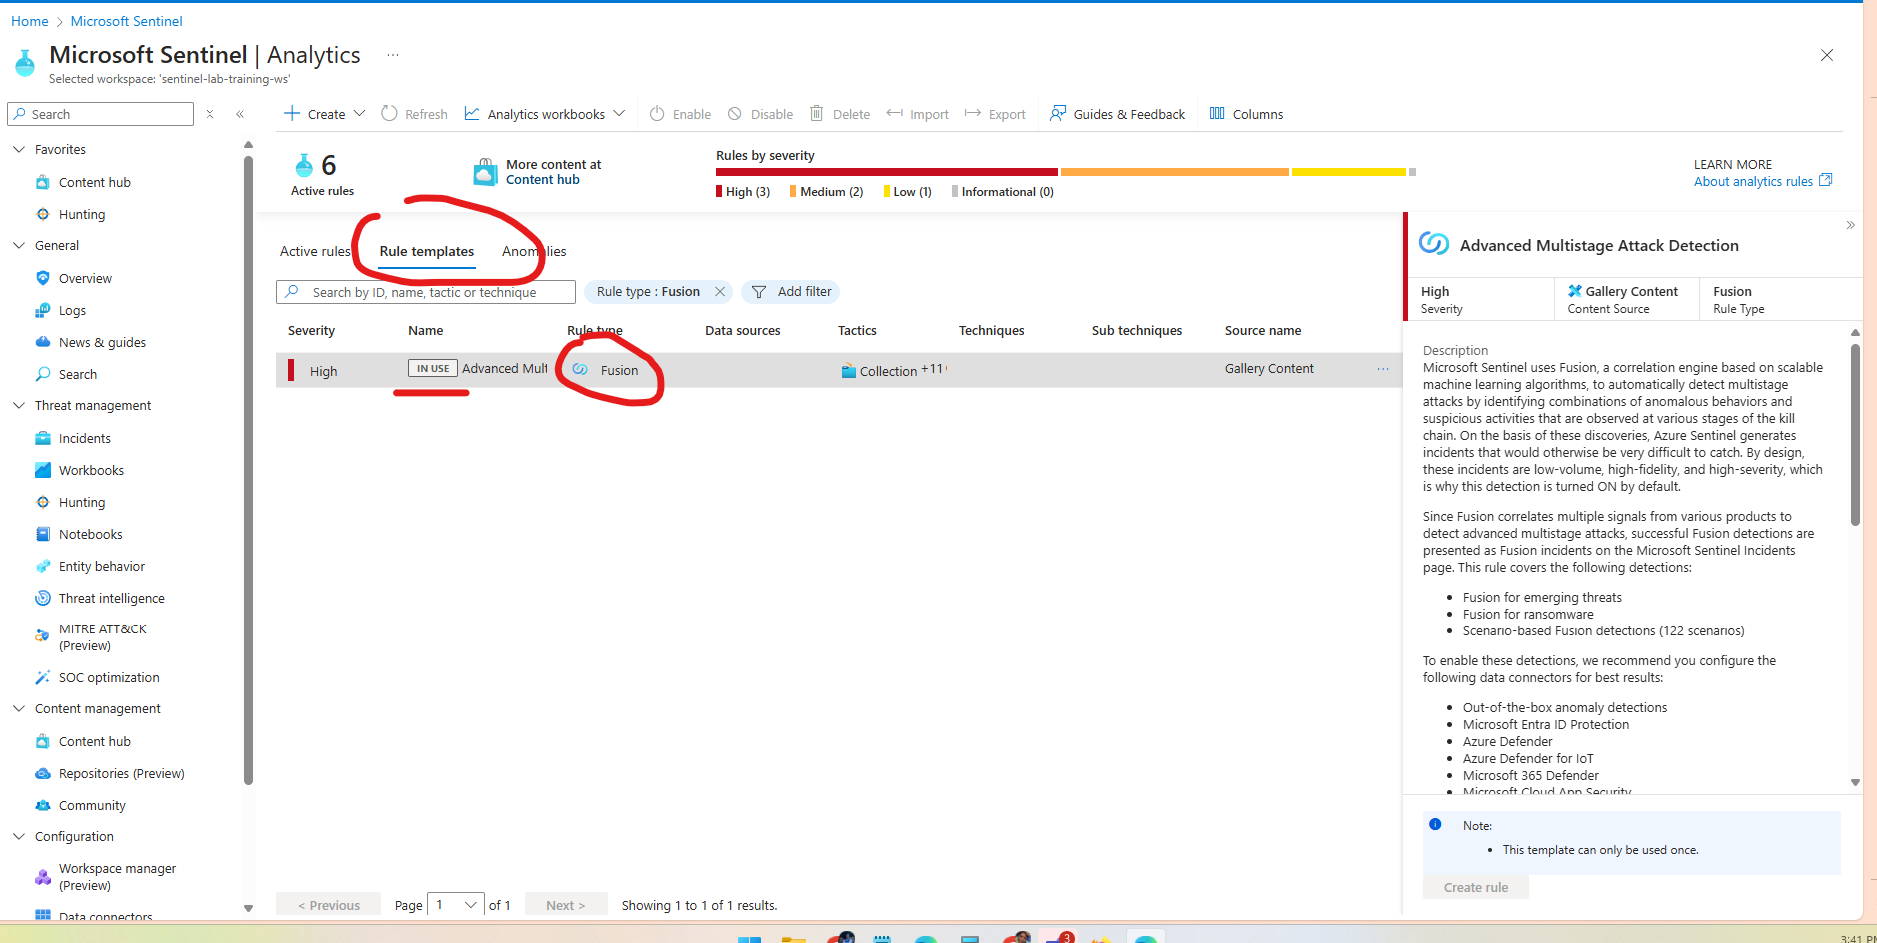 Home > Microsoft Sentinel
Microsoft Sentinel | Analytics ...
Selected workspace: 'sentinel-lab-training-ws'
Search
Create
Refresh
Analytics workbooks
Enable
Disable
Delete
Import
Export
Guides & Feedback
Columns
Favorites
Content hub
Hunting
General
Overview
Logs
News & guides
Search
Threat management
Incidents
Workbooks
Hunting
Notebooks
Entity behavior
Threat intelligence
MITRE ATT&CK
(Preview)
SOC optimization
Content management
Content hub
Repositories (Preview)
Community
Configuration
Workspace manager
(Preview)
Data connectors
6
Active rules
More content at
Content hub
Rules by severity
High (3)
Medium (2)
Low (1)
Informational (0)
LEARN MORE
About analytics rules
Active rules
Rule templates
Anomalies
Search by ID, name, tactic or technique
Rule type : Fusion
Add filter
Severity
Name
Rule type
Data sources
Tactics
Techniques
Sub techniques
Source name
High
IN USE Advanced Mult
Fusion
Collection +11
Gallery Content
...
< Previous
Page 1 of 1
Next >
Showing 1 to 1 of 1 results.
Advanced Multistage Attack Detection
High
Severity
Gallery Content
Content Source
Fusion
Rule Type
Description
Microsoft Sentinel uses Fusion, a correlation engine based on scalable
machine learning algorithms, to automatically detect multistage
attacks by identifying combinations of anomalous behaviors and
suspicious activities that are observed at various stages of the kill
chain. On the basis of these discoveries, Azure Sentinel generates
incidents that would otherwise be very difficult to catch. By design,
these incidents are low-volume, high-fidelity, and high-severity, which
is why this detection is turned ON by default.
Since Fusion correlates multiple signals from various products to
detect advanced multistage attacks, successful Fusion detections are
presented as Fusion incidents on the Microsoft Sentinel Incidents
page. This rule covers the following detections:
• Fusion for emerging threats
• Fusion for ransomware
• Scenario-based Fusion detections (122 scenarios)
To enable these detections, we recommend you configure the
following data connectors for best results:
• Out-of-the-box anomaly detections
• Microsoft Entra ID Protection
• Azure Defender
• Azure Defender for IoT
• Microsoft 365 Defender
• Microsoft Cloud App Security
Note:
• This template can only be used once.
Create rule
3
3:41 PM